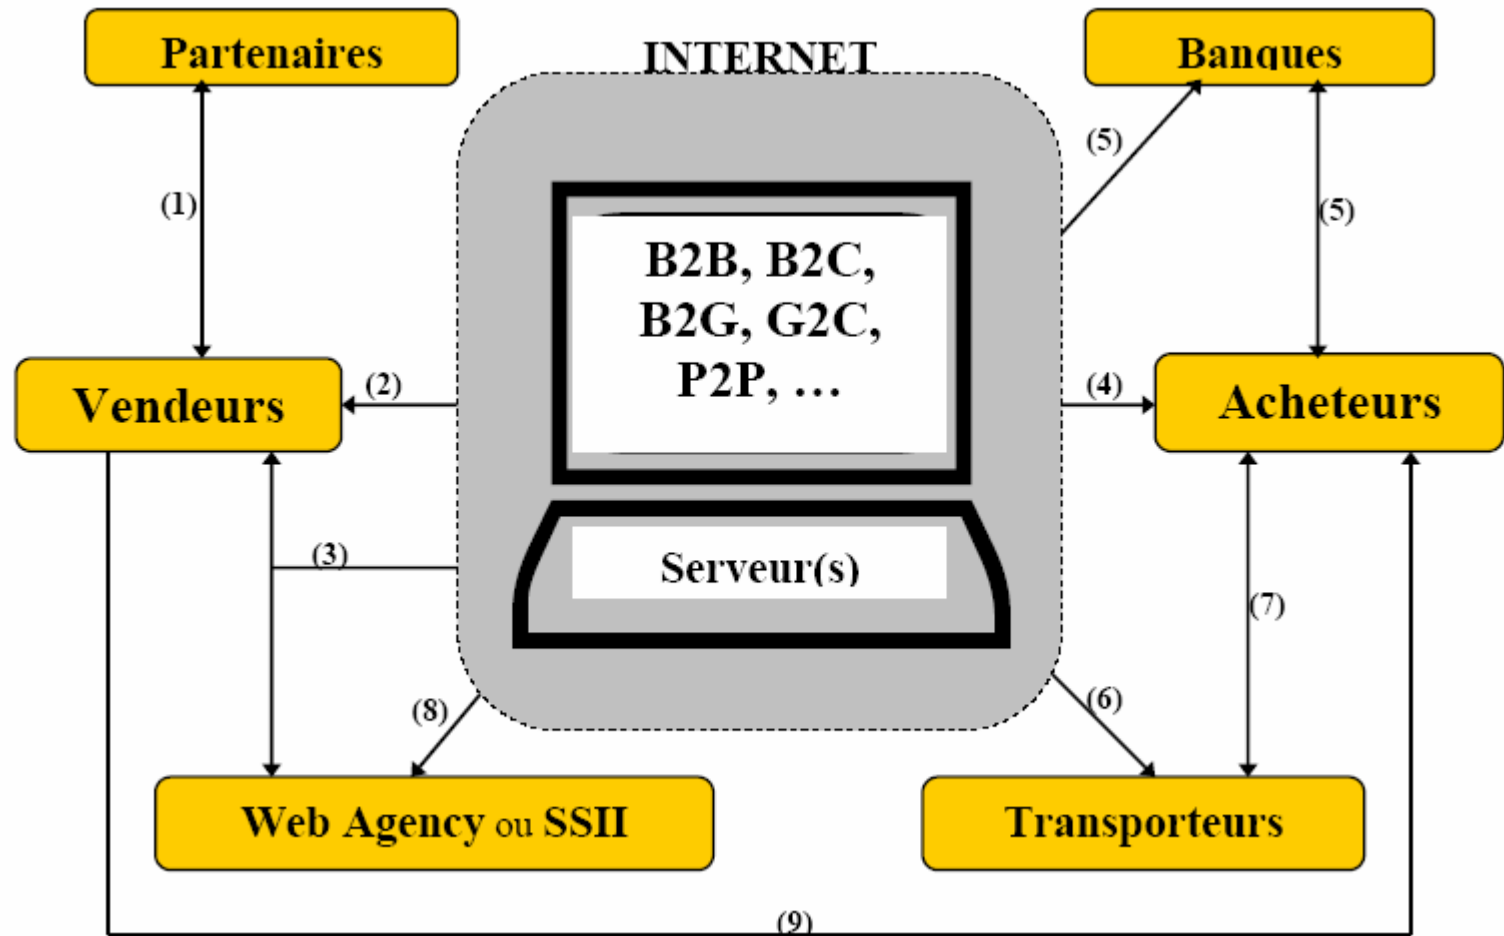 Partenaires
INTERNET
Banques
(5)
(1)
(5)
B2B, B2C,
B2G, G2C,
P2P, ...
Vendeurs
(2)
(4)
Acheteurs
(3)
Serveur(s)
(7)
(8)
(6)
Web Agency ou SSII
Transporteurs
(9)